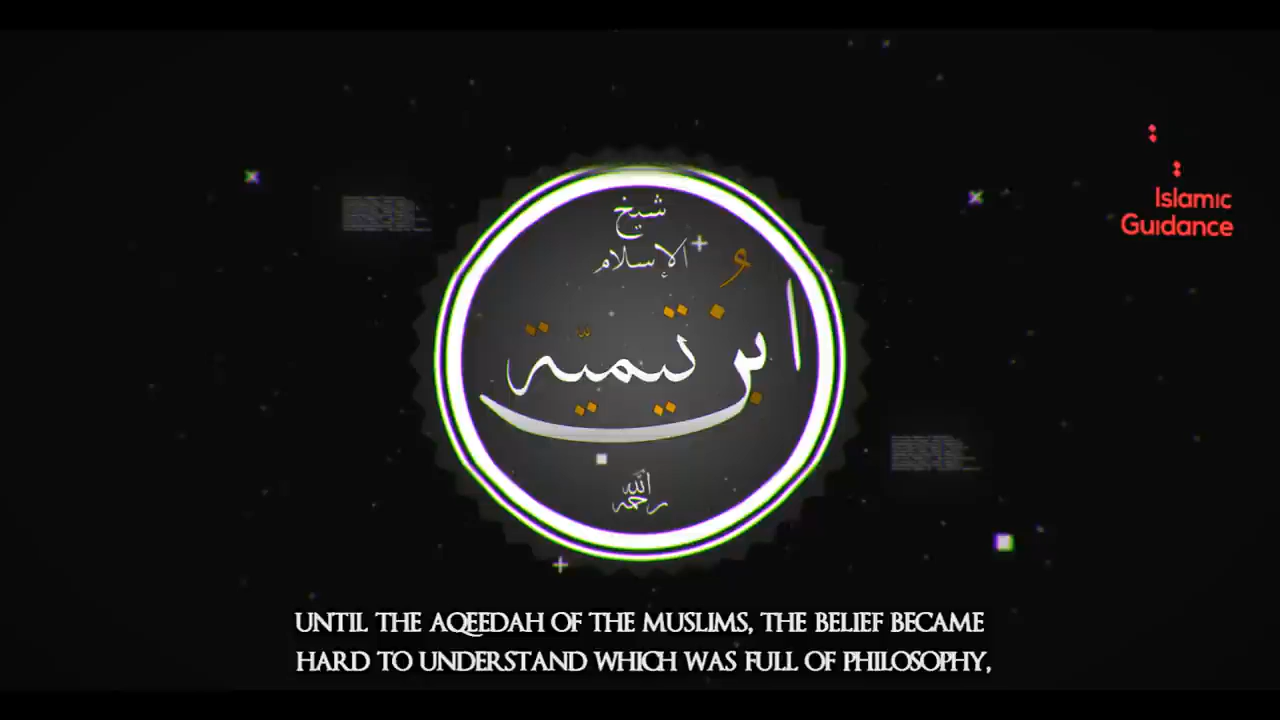 Islamic
Guidance
شيخ
الإسلام
ابنُ تيميّة
رحمه الله
UNTIL THE AQEEDAH OF THE MUSLIMS, THE BELIEF BECAME
HARD TO UNDERSTAND WHICH WAS FULL OF PHILOSOPHY,